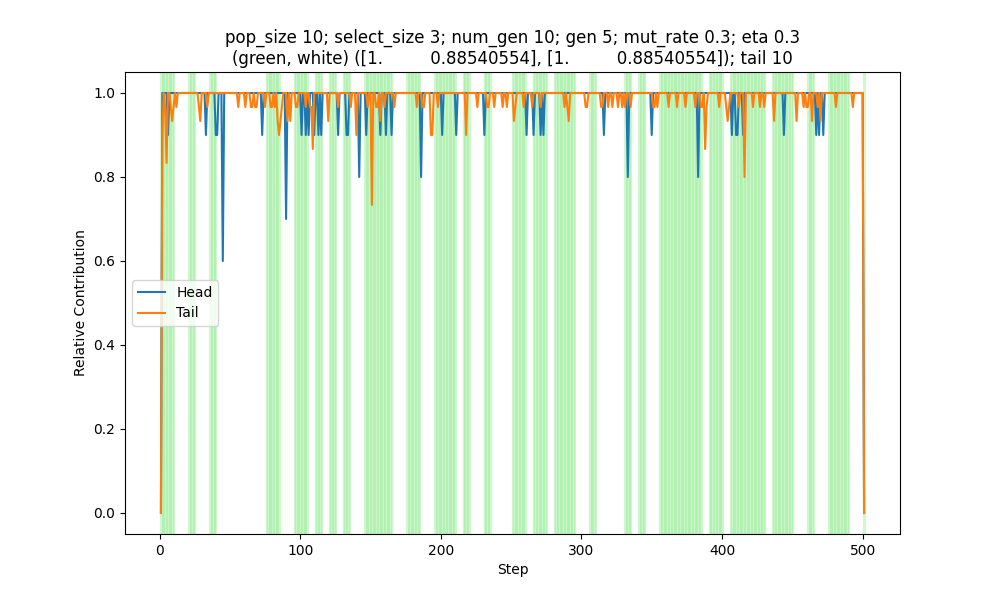 pop_size 10; select_size 3; num_gen 10; gen 5; mut_rate 0.3; eta 0.3
(green, white) ([1.         0.88540554], [1.         0.88540554]); tail 10
1.0
0.8
0.6
0.4
0.2
0.0
Relative Contribution
Head
Tail
0
100
200
300
400
500
Step